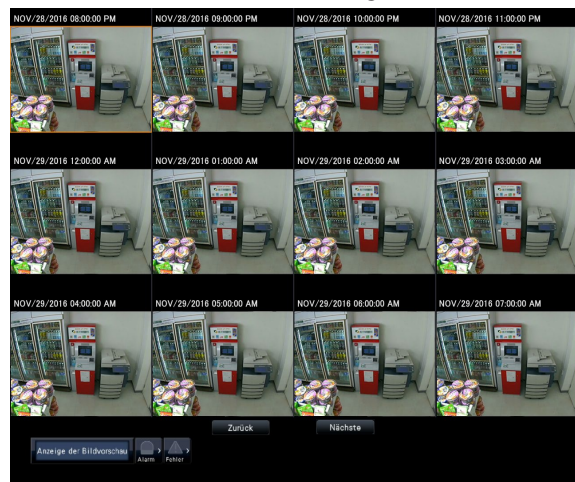 NOV/28/2016 08:00:00 PM
NOV/28/2016 09:00:00 PM
NOV/28/2016 10:00:00 PM
NOV/28/2016 11:00:00 PM
NOV/29/2016 12:00:00 AM
NOV/29/2016 01:00:00 AM
NOV/29/2016 02:00:00 AM
NOV/29/2016 03:00:00 AM
NOV/29/2016 04:00:00 AM
NOV/29/2016 05:00:00 AM
NOV/29/2016 06:00:00 AM
NOV/29/2016 07:00:00 AM
Zurück
Nächste
Anzeige der Bildvorschau
Alarm
Fehler